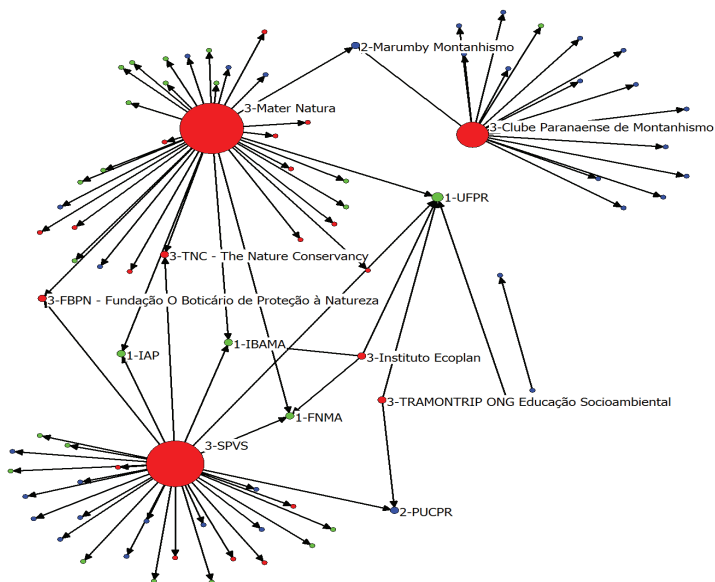 2-Marumby Montanhismo
3-Mater Natura
3-Clube Paranaense de Montanhismo
1-UFPR
3-TNC - The Nature Conservancy
3-FBPN - Fundação O Boticário de Proteção à Natureza
1-IBAMA
1-IAP
3-Instituto Ecoplan
3-TRAMONTRIP ONG Educação Socioambiental
1-FNMA
3-SPVS
2-PUCPR